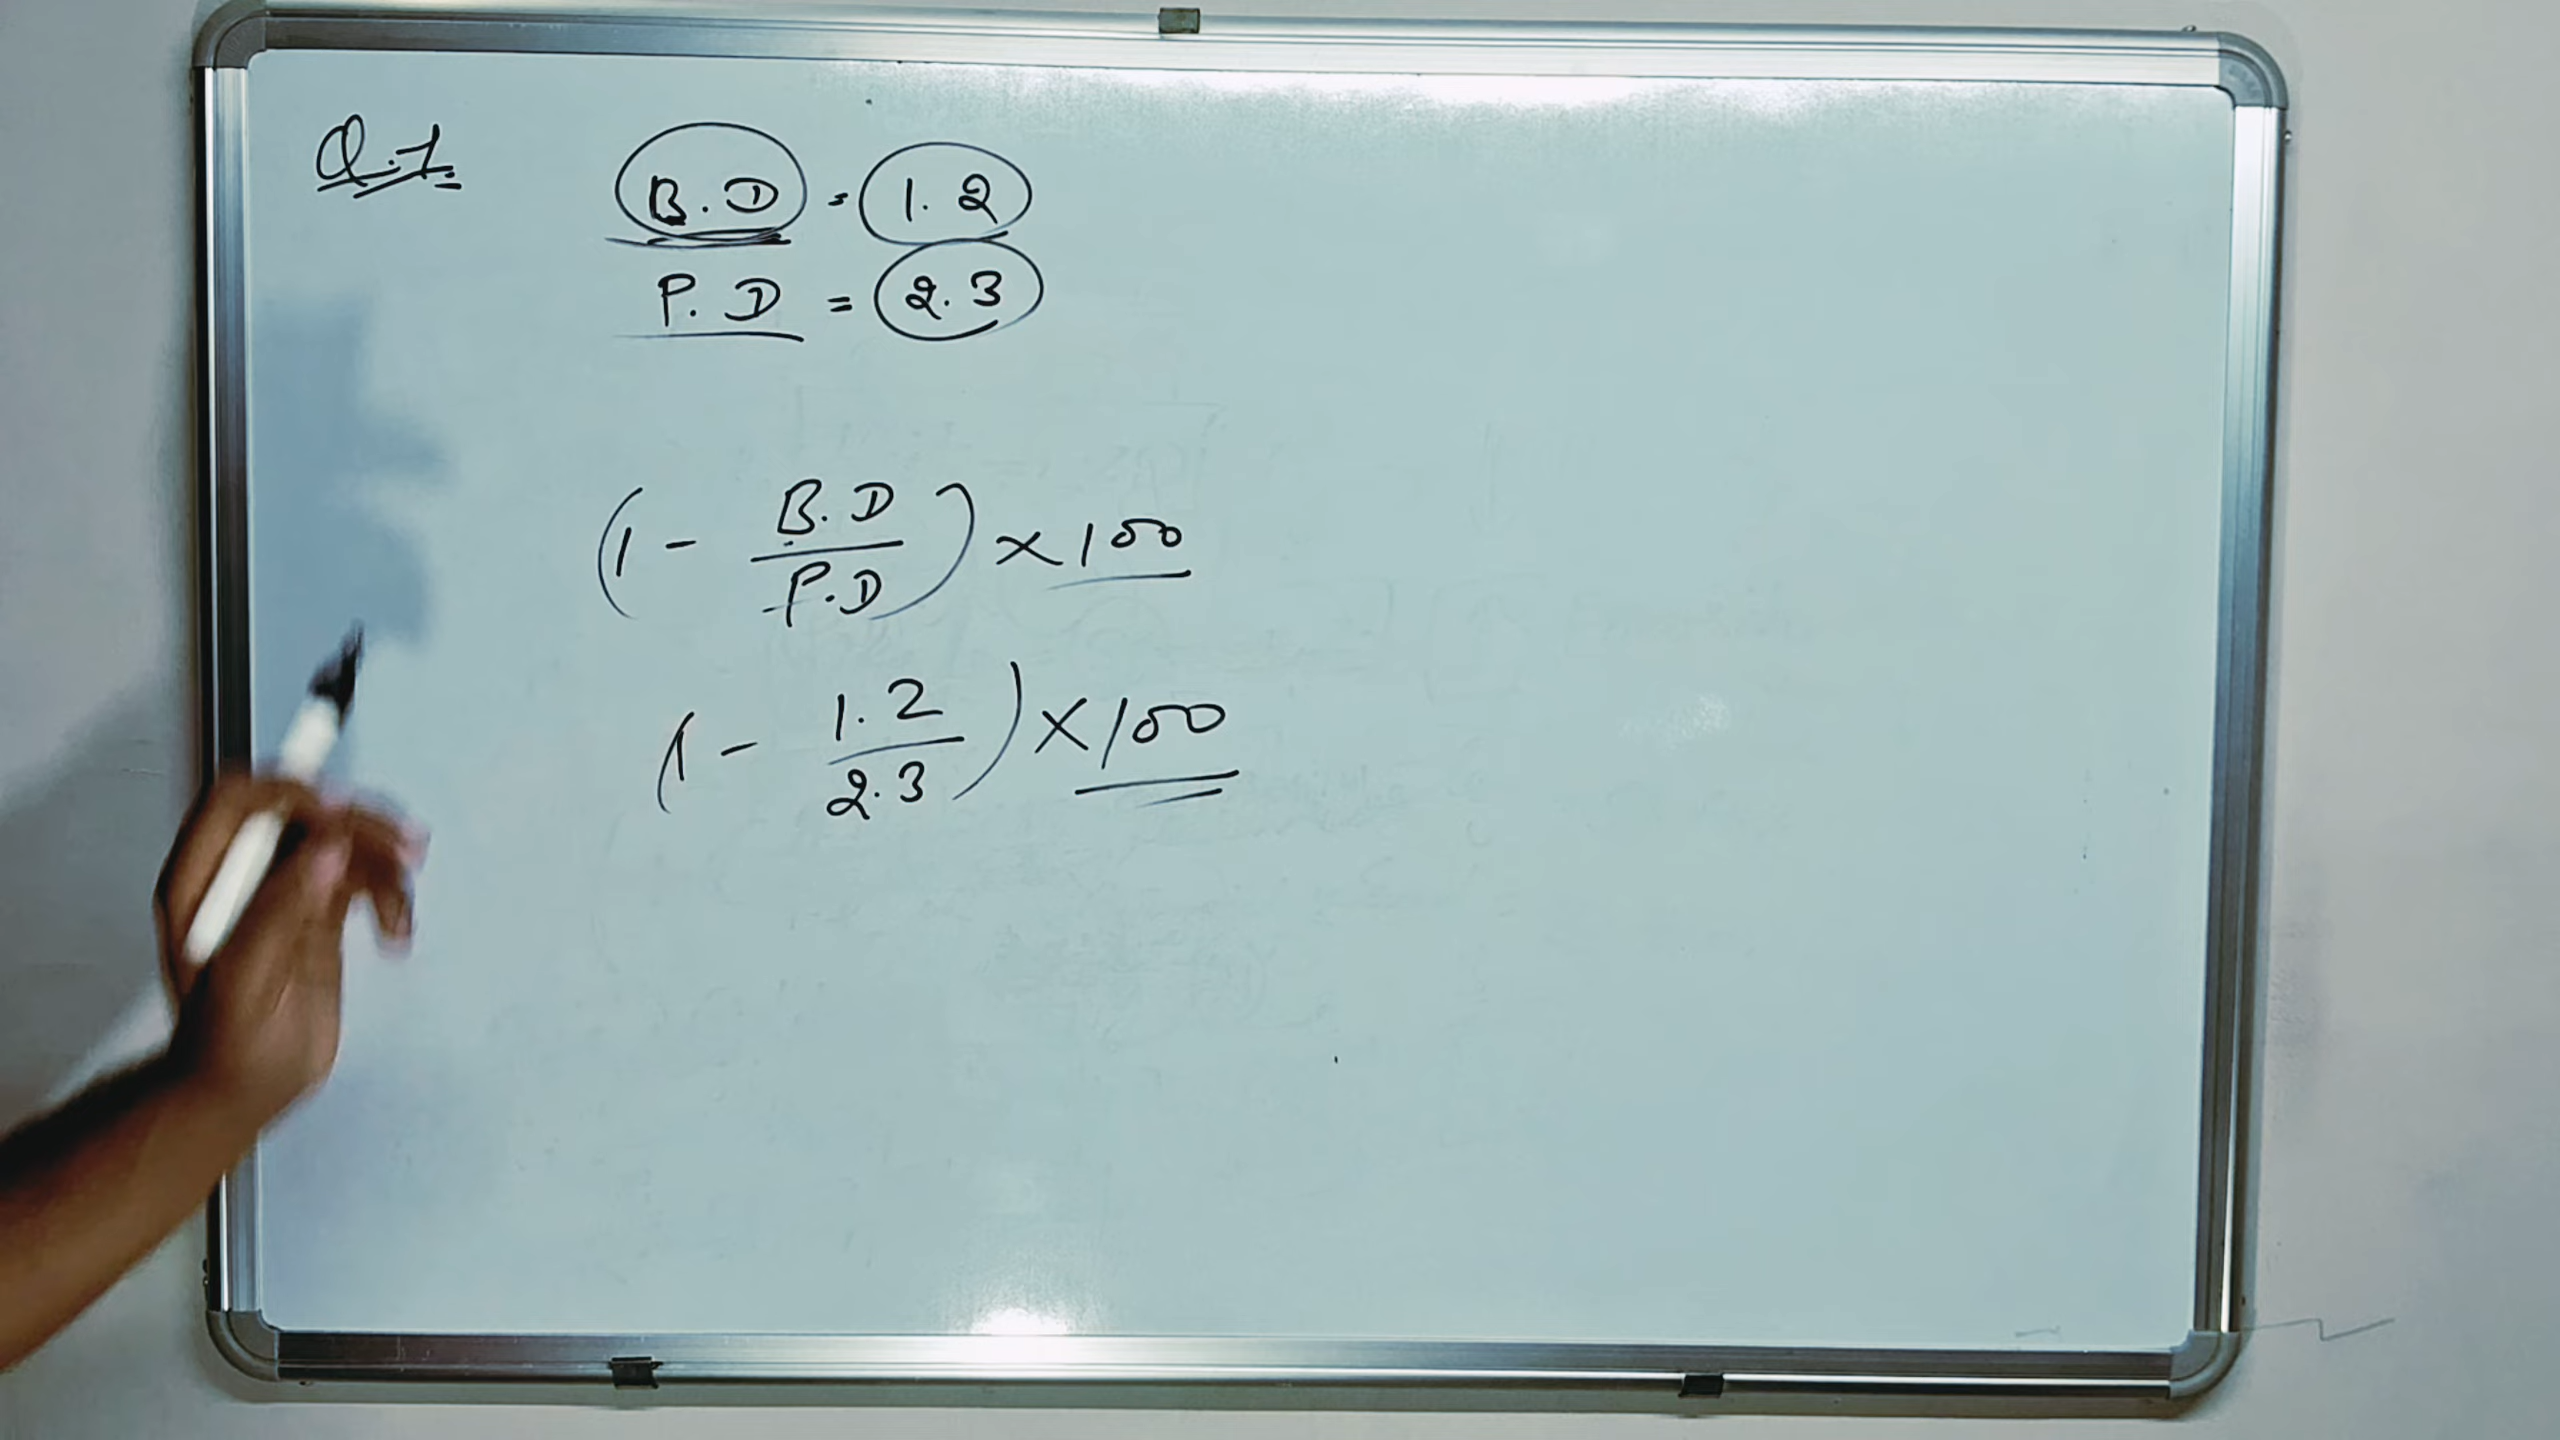 Q.1
B.D = 1.2
P.D = 2.3
(1 - B.D/P.D) × 100
(1 - 1.2/2.3) × 100